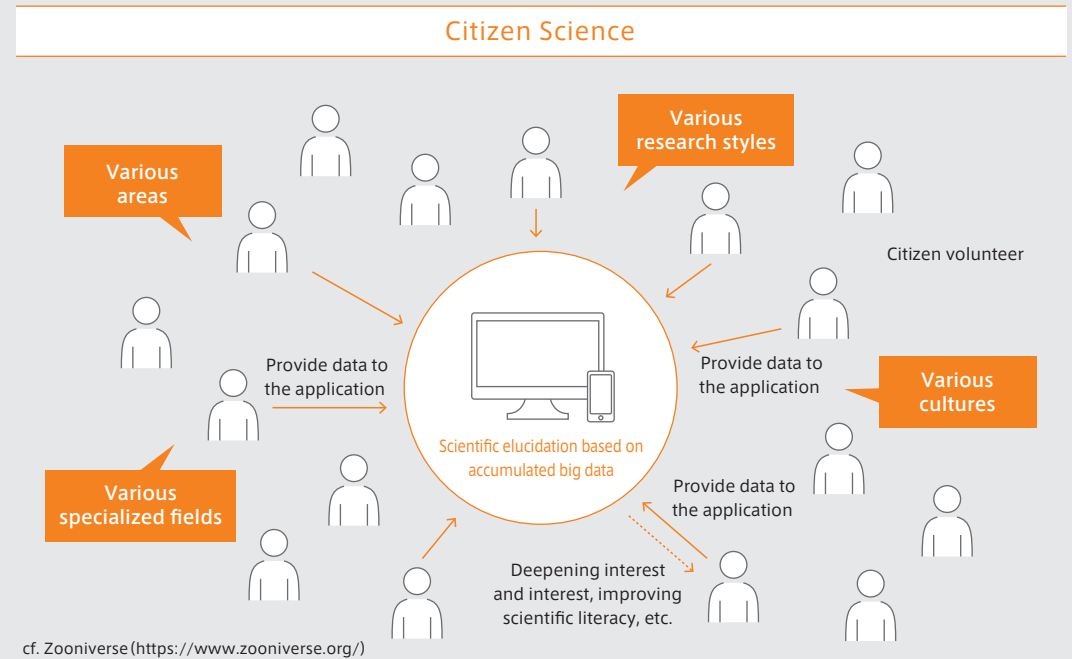 Citizen Science
Various
research styles
Various
areas
Citizen volunteer
Provide data to
the application
Provide data to
the application
Various
cultures
Scientific elucidation based on
accumulated big data
Various
specialized fields
Provide data to
the application
Deepening interest
and interest, improving
scientific literacy, etc.
cf. Zooniverse(https://www.zooniverse.org/)